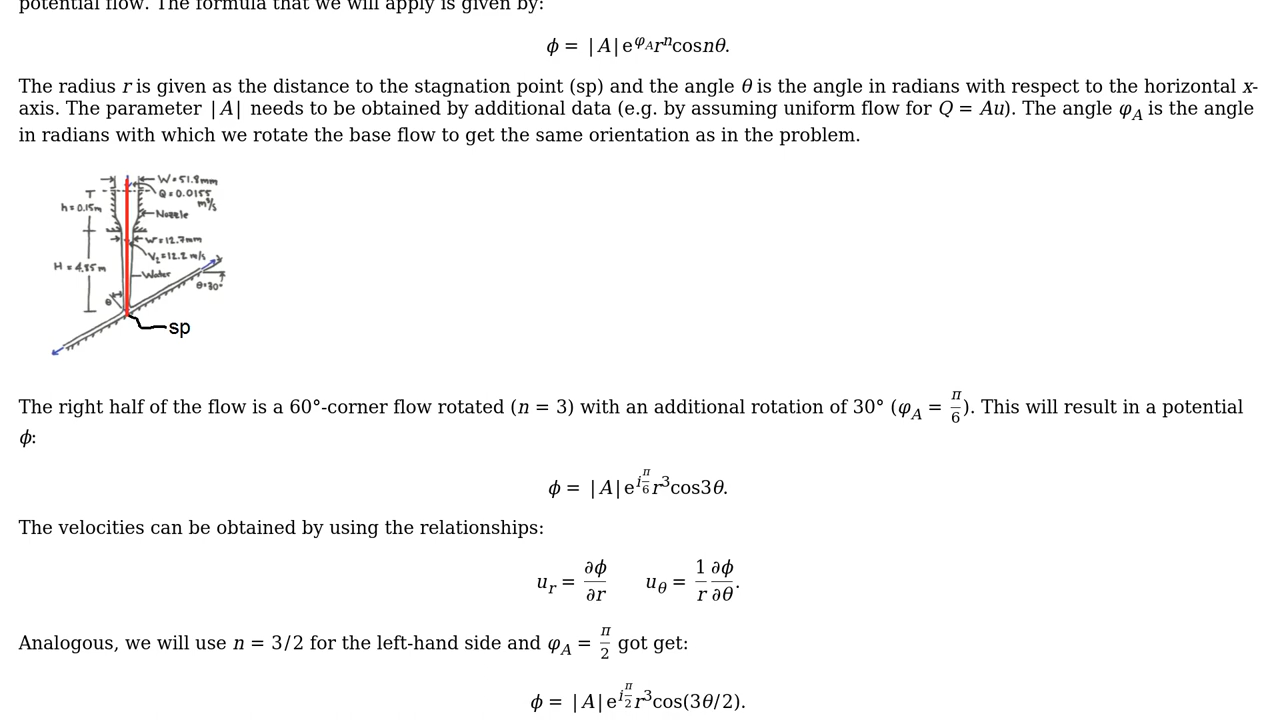 potential flow. The formula that we will apply is given by:
ϕ = |A|e^φ_A r^n cosnθ.
The radius r is given as the distance to the stagnation point (sp) and the angle θ is the angle in radians with respect to the horizontal x-
axis. The parameter |A| needs to be obtained by additional data (e.g. by assuming uniform flow for Q = Au). The angle φ_A is the angle
in radians with which we rotate the base flow to get the same orientation as in the problem.
W=51.8mm
T
Q=0.0155
m³/s
h=0.15m
Nozzle
w=12.7mm
V₂=12.2 m/s
H=4.85m
Water
θ=30°
θ
sp
The right half of the flow is a 60°-corner flow rotated (n = 3) with an additional rotation of 30° (φ_A = π/6). This will result in a potential
ϕ:
ϕ = |A|e^{iπ/6}r³cos3θ.
The velocities can be obtained by using the relationships:
u_r = ∂ϕ/∂r u_θ = 1/r ∂ϕ/∂θ.
Analogous, we will use n = 3/2 for the left-hand side and φ_A = π/2 got get:
ϕ = |A|e^{iπ/2}r³cos(3θ/2).